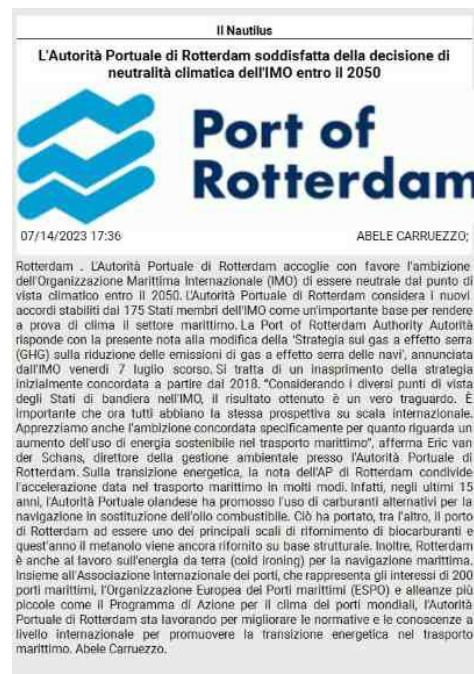 Il Nautilus
L'Autorità Portuale di Rotterdam soddisfatta della decisione di
neutralità climatica dell'IMO entro il 2050
Port of
Rotterdam
07/14/2023 17:36
ABELE CARRUEZZO;
Rotterdam . L'Autorità Portuale di Rotterdam accoglie con favore l'ambizione
dell'Organizzazione Marittima Internazionale (IMO) di essere neutrale dal punto di
vista climatico entro il 2050. L'Autorità Portuale di Rotterdam considera i nuovi
accordi stabiliti dai 175 Stati membri dell'IMO come un'importante base per rendere
a prova di clima il settore marittimo. La Port of Rotterdam Authority Autorità
risponde con la presente nota alla modifica della 'Strategia sui gas a effetto serra
(GHG) sulla riduzione delle emissioni di gas a effetto serra delle navi', annunciata
dall'IMO venerdì 7 luglio scorso. Si tratta di un inasprimento della strategia
inizialmente concordata a partire dal 2018. "Considerando i diversi punti di vista
degli Stati di bandiera nell'IMO, il risultato ottenuto è un vero traguardo. È
importante che ora tutti abbiano la stessa prospettiva su scala internazionale.
Apprezziamo anche l'ambizione concordata specificamente per quanto riguarda un
aumento dell'uso di energia sostenibile nel trasporto marittimo", afferma Eric van
der Schans, direttore della gestione ambientale presso l'Autorità Portuale di
Rotterdam. Sulla transizione energetica, la nota dell'AP di Rotterdam condivide
l'accelerazione data nel trasporto marittimo in molti modi. Infatti, negli ultimi 15
anni, l'Autorità Portuale olandese ha promosso l'uso di carburanti alternativi per la
navigazione in sostituzione dell'olio combustibile. Ciò ha portato, tra l'altro, il porto
di Rotterdam ad essere uno dei principali scali di rifornimento di biocarburanti e
quest'anno il metanolo viene ancora rifornito su base strutturale. Inoltre, Rotterdam
è anche al lavoro sull'energia da terra (cold ironing) per la navigazione marittima.
Insieme all'Associazione Internazionale dei porti, che rappresenta gli interessi di 200
porti marittimi, l'Organizzazione Europea dei Porti marittimi (ESPO) e alleanze più
piccole come il Programma di Azione per il clima dei porti mondiali, l'Autorità
Portuale di Rotterdam sta lavorando per migliorare le normative e le conoscenze a
livello internazionale per promuovere la transizione energetica nel trasporto
marittimo. Abele Carruezzo.